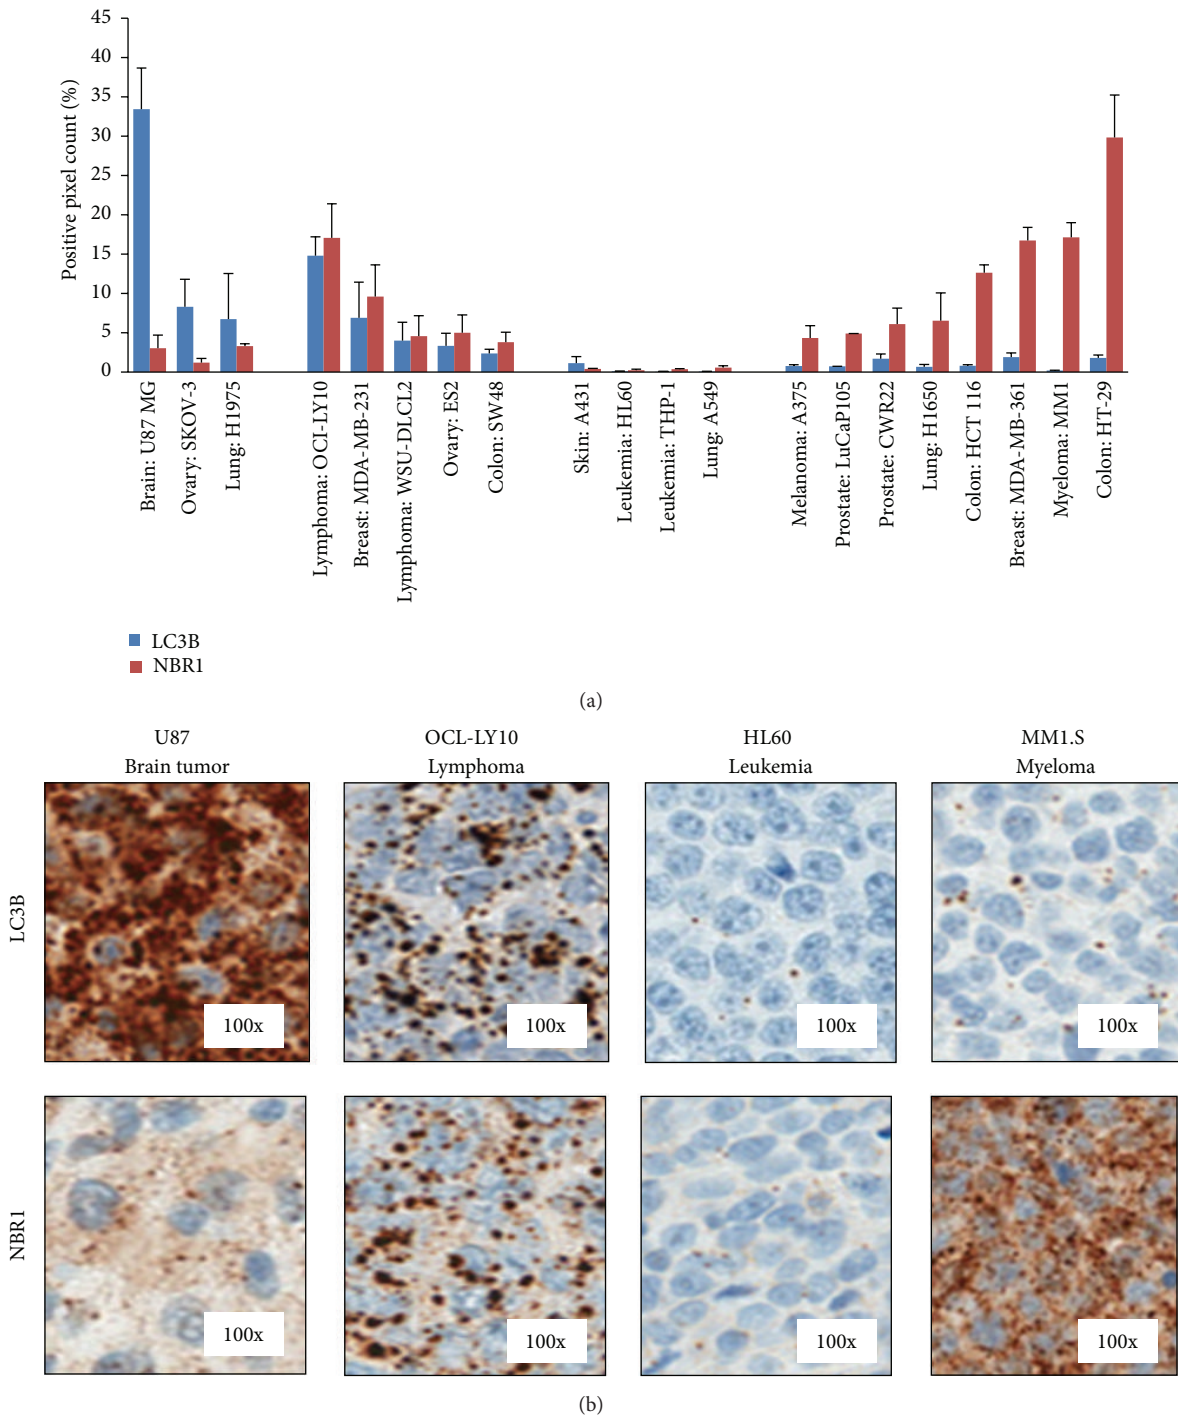 45
40
35
30
25
20
15
10
5
0
Positive pixel count (%)
Brain: U87 MG
Ovary: SKOV-3
Lung: H1975
Lymphoma: OCI-LY10
Breast: MDA-MB-231
Lymphoma: WSU-DLCL2
Ovary: ES2
Colon: SW48
Skin: A431
Leukemia: HL60
Leukemia: THP-1
Lung: A549
Melanoma: A375
Prostate: LuCaP105
Prostate: CWR22
Lung: H1650
Colon: HCT 116
Breast: MDA-MB-361
Myeloma: MM1
Colon: HT-29
LC3B
NBR1
(a)
U87
Brain tumor
OCL-LY10
Lymphoma
HL60
Leukemia
MM1.S
Myeloma
LC3B
100x
100x
100x
100x
NBR1
100x
100x
100x
100x
(b)